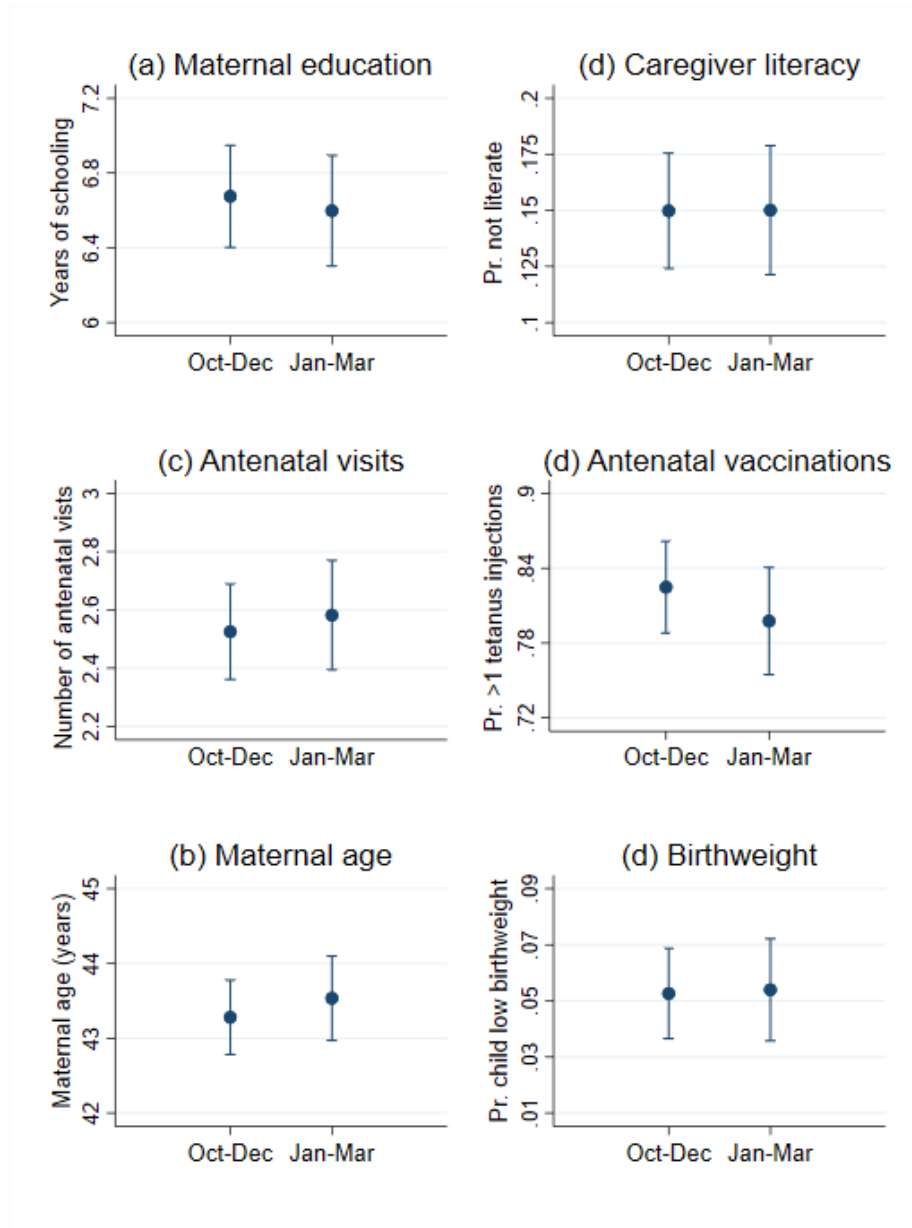 (a) Maternal education
Years of schooling
7.2
6.8
6.4
6
Oct-Dec Jan-Mar
(d) Caregiver literacy
Pr. not literate
.2
.175
.15
.125
.1
Oct-Dec Jan-Mar
(c) Antenatal visits
Number of antenatal vists
3
2.8
2.6
2.4
2.2
Oct-Dec Jan-Mar
(d) Antenatal vaccinations
Pr. >1 tetanus injections
.9
.84
.78
.72
Oct-Dec Jan-Mar
(b) Maternal age
Maternal age (years)
45
44
43
42
Oct-Dec Jan-Mar
(d) Birthweight
Pr. child low birthweight
.09
.07
.05
.03
.01
Oct-Dec Jan-Mar